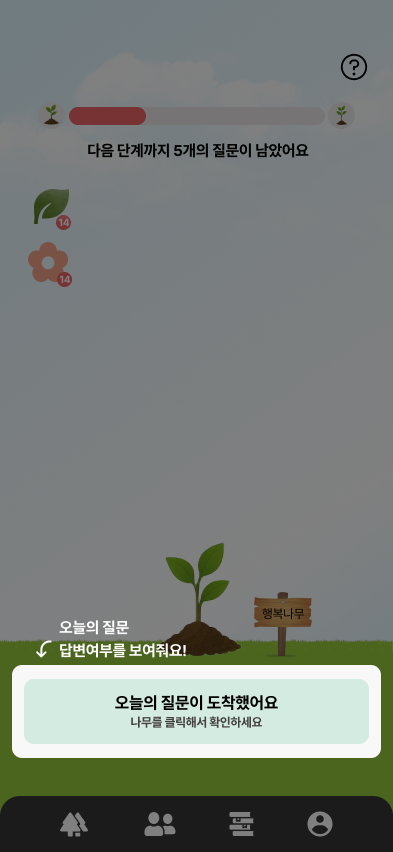 다음 단계까지 5개의 질문이 남았어요
14
14
행복나무
오늘의 질문
답변여부를 보여줘요!
오늘의 질문이 도착했어요
나무를 클릭해서 확인하세요